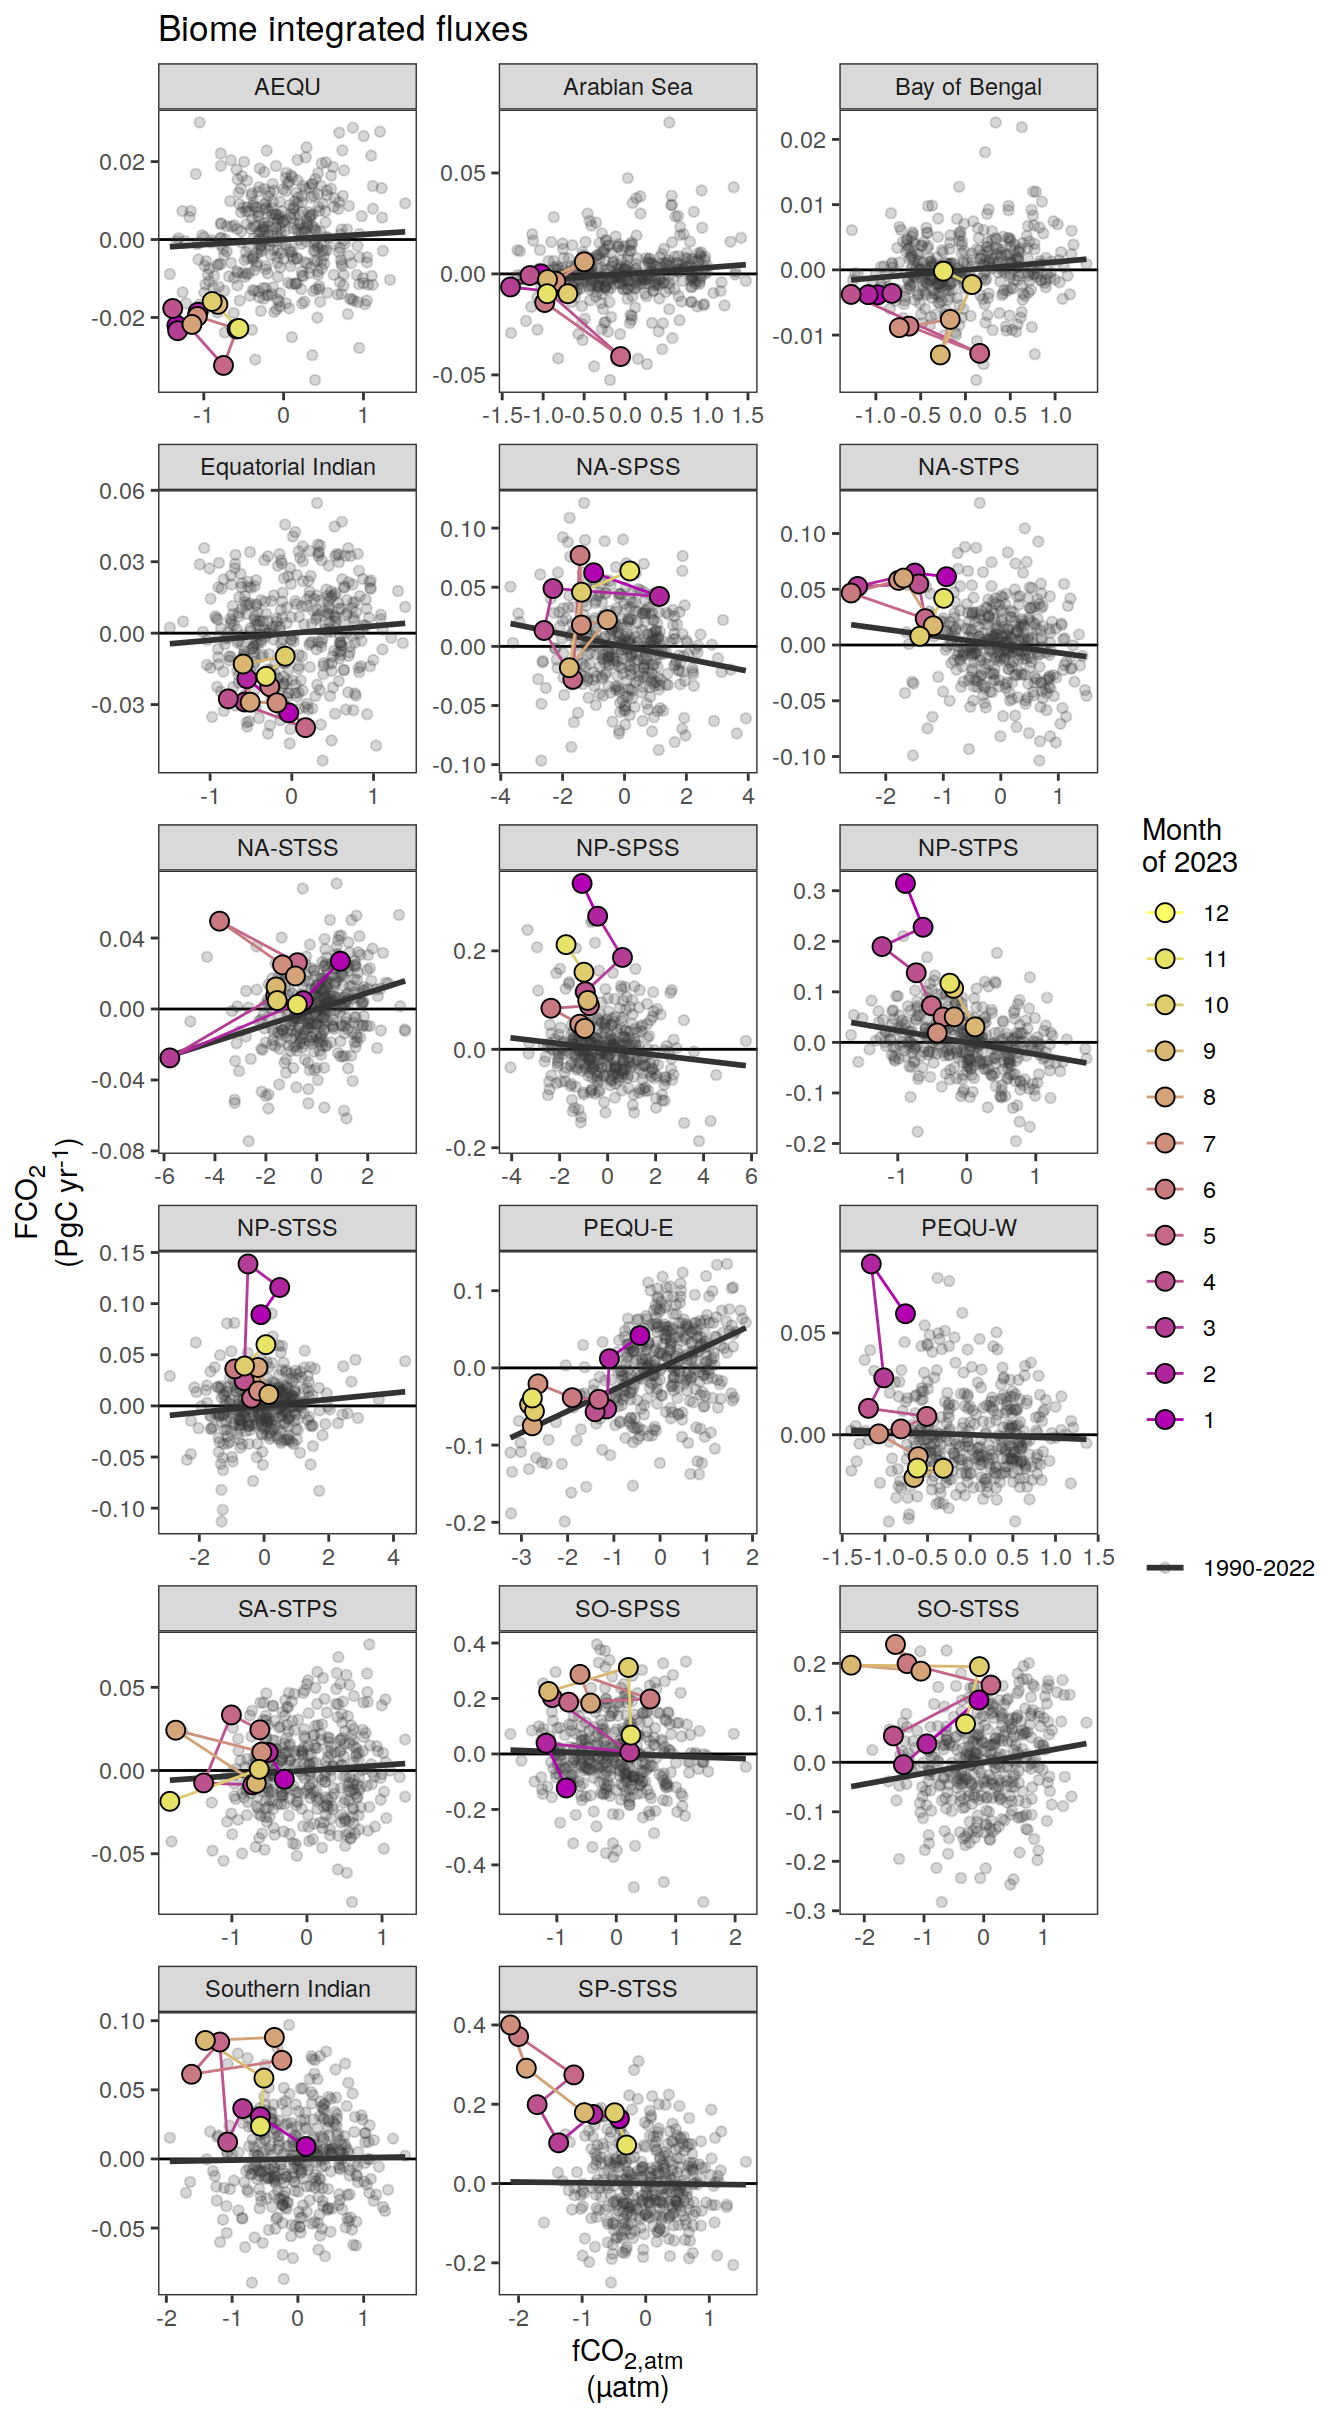 Biome integrated fluxes
AEQU Arabian Sea Bay of Bengal
0.02 0.00 -0.02
-1 0 1
0.05 0.00 -0.05
-1.5 -1.0 -0.5 0.0 0.5 1.0 1.5
0.02 0.01 0.00 -0.01
-1.0 -0.5 0.0 0.5 1.0
Equatorial Indian NA-SPSS NA-STPS
0.06 0.03 0.00 -0.03
-1 0 1
0.10 0.05 0.00 -0.05 -0.10
-4 -2 0 2 4
0.10 0.05 0.00 -0.05 -0.10
-2 -1 0 1
NA-STSS NP-SPSS NP-STPS
0.04 0.00 -0.04 -0.08
-6 -4 -2 0 2
0.2 0.0 -0.2
-4 -2 0 2 4 6
0.3 0.2 0.1 0.0 -0.1 -0.2
-1 0 1
NP-STSS PEQU-E PEQU-W
0.15 0.10 0.05 0.00 -0.05 -0.10
-2 0 2 4
0.1 0.0 -0.1 -0.2
-3 -2 -1 0 1 2
0.05 0.00
-1.5 -1.0 -0.5 0.0 0.5 1.0 1.5
SA-STPS SO-SPSS SO-STSS
0.05 0.00 -0.05
-1 0 1
0.4 0.2 0.0 -0.2 -0.4
-1 0 1 2
0.2 0.1 0.0 -0.1 -0.2 -0.3
-2 -1 0 1
Southern Indian SP-STSS
0.10 0.05 0.00 -0.05
-2 -1 0 1
0.4 0.2 0.0 -0.2
-2 -1 0 1
FCO₂
(PgC yr⁻¹)
fCO₂,atm
(µatm)
Month
of 2023
12
11
10
9
8
7
6
5
4
3
2
1
1990-2022